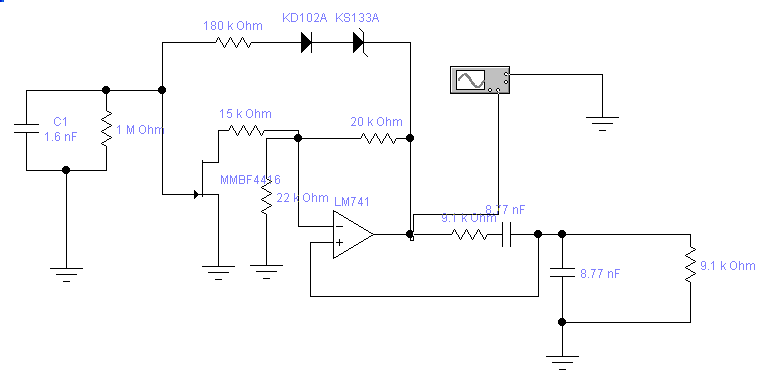 KD102A KS133A
180 k Ohm
C1
1.6 nF
1 M Ohm
15 k Ohm
20 k Ohm
MMBF4416
22 k Ohm
LM741
8.77 nF
9.1 k Ohm
8.77 nF
9.1 k Ohm